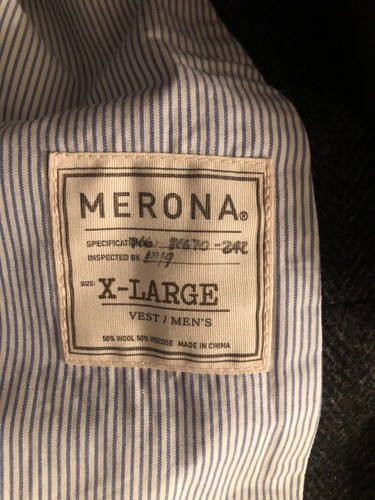 MERONA®
SPECIFICATION NO.
INSPECTED BY:
SIZE: X-LARGE
VEST / MEN'S
50% WOOL 50% VISCOSE MADE IN CHINA